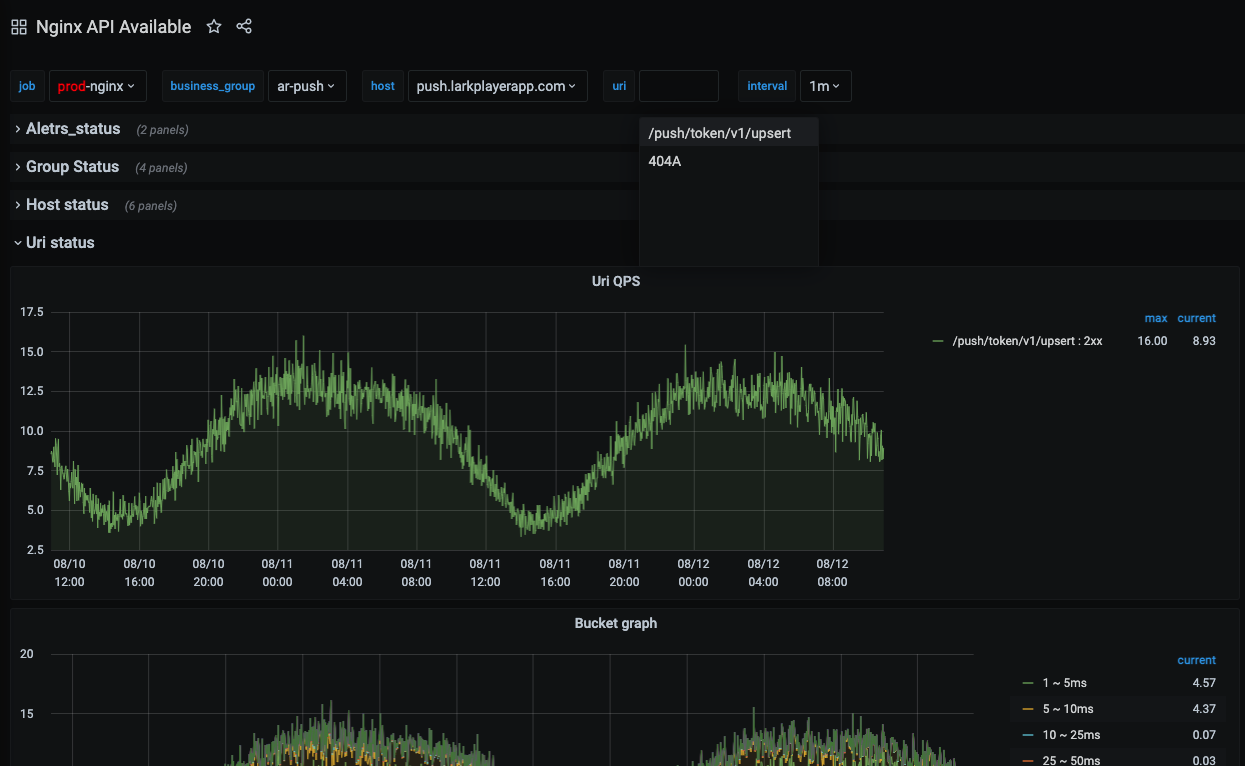 Nginx API Available
job prod-nginx business_group ar-push host push.larkplayerapp.com uri interval 1m
Aletrs_status (2 panels)
/push/token/v1/upsert
404A
Group Status (4 panels)
Host status (6 panels)
Uri status
Uri QPS
17.5
15.0
12.5
10.0
7.5
5.0
2.5
08/10 08/10 08/10 08/11 08/11 08/11 08/11 08/11 08/11 08/12 08/12 08/12
12:00 16:00 20:00 00:00 04:00 08:00 12:00 16:00 20:00 00:00 04:00 08:00
max current
/push/token/v1/upsert : 2xx 16.00 8.93
Bucket graph
20
15
current
1 ~ 5ms 4.57
5 ~ 10ms 4.37
10 ~ 25ms 0.07
25 ~ 50ms 0.03